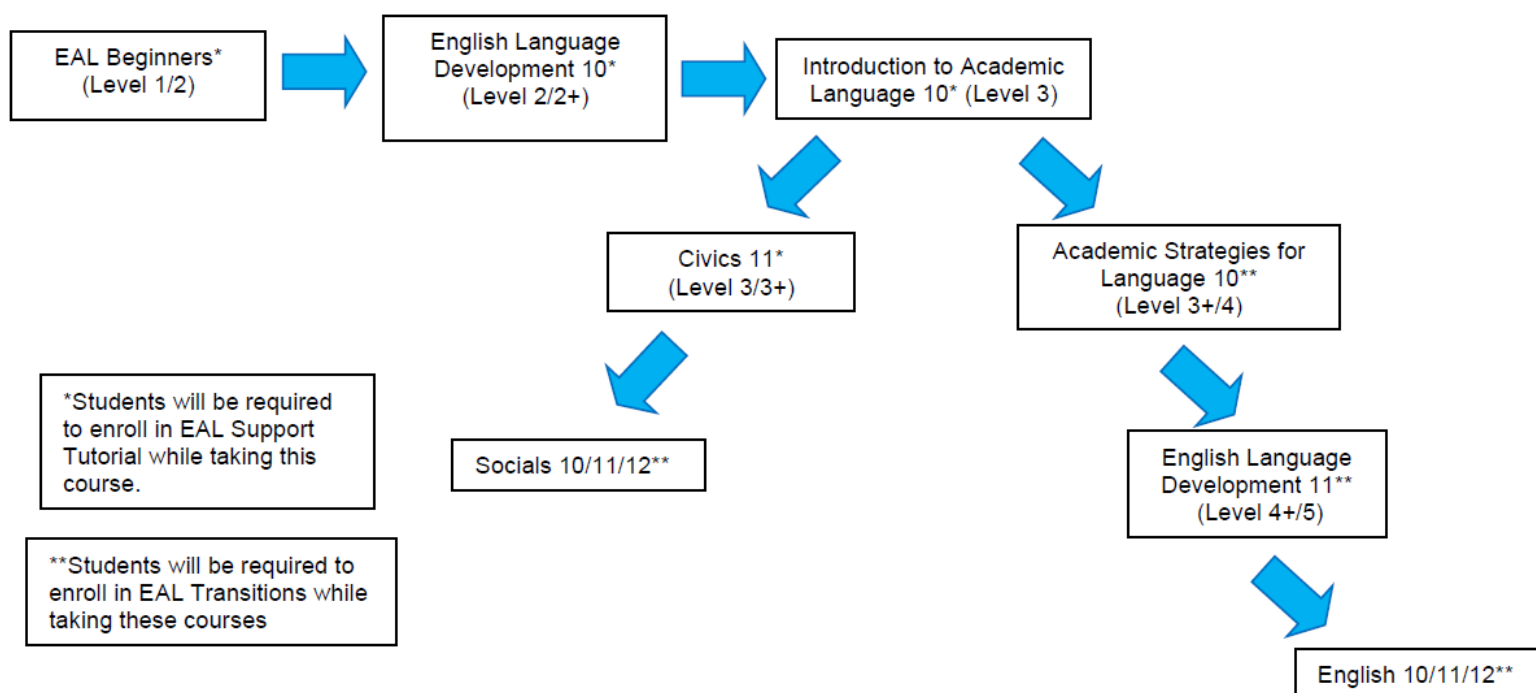 EAL Beginners*
(Level 1/2)
English Language
Development 10*
(Level 2/2+)
Introduction to Academic
Language 10* (Level 3)
Civics 11*
(Level 3/3+)
Academic Strategies for
Language 10**
(Level 3+/4)
*Students will be required
to enroll in EAL Support
Tutorial while taking this
course.
Socials 10/11/12**
English Language
Development 11**
(Level 4+/5)
**Students will be required to
enroll in EAL Transitions while
taking these courses
English 10/11/12**